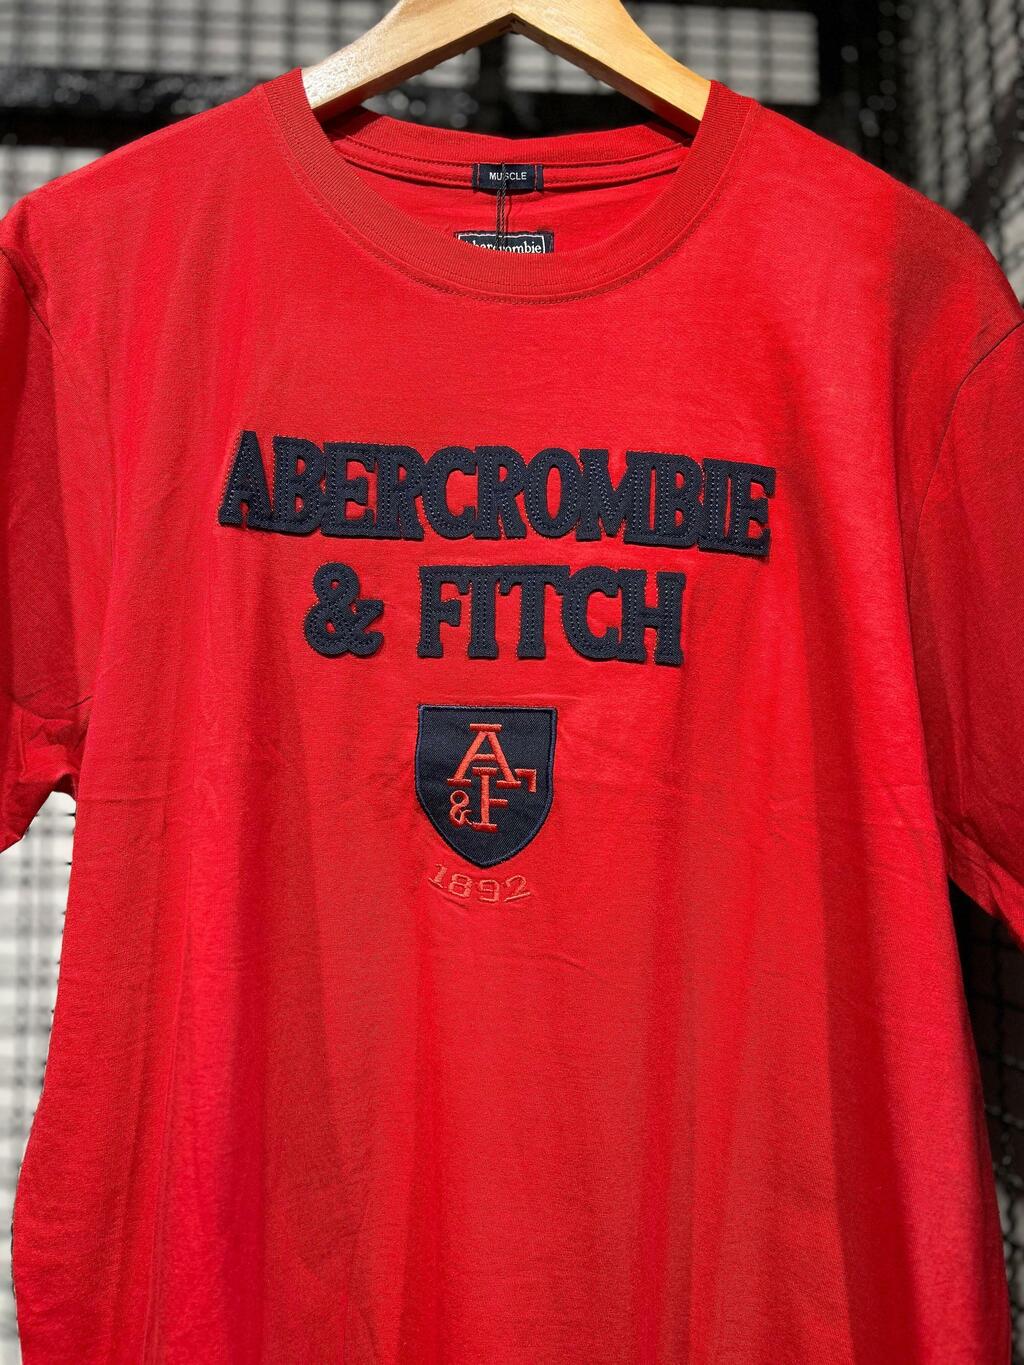 MUSCLE
Abercrombie
ABERCROMBIE
& FITCH
A
& F
1892